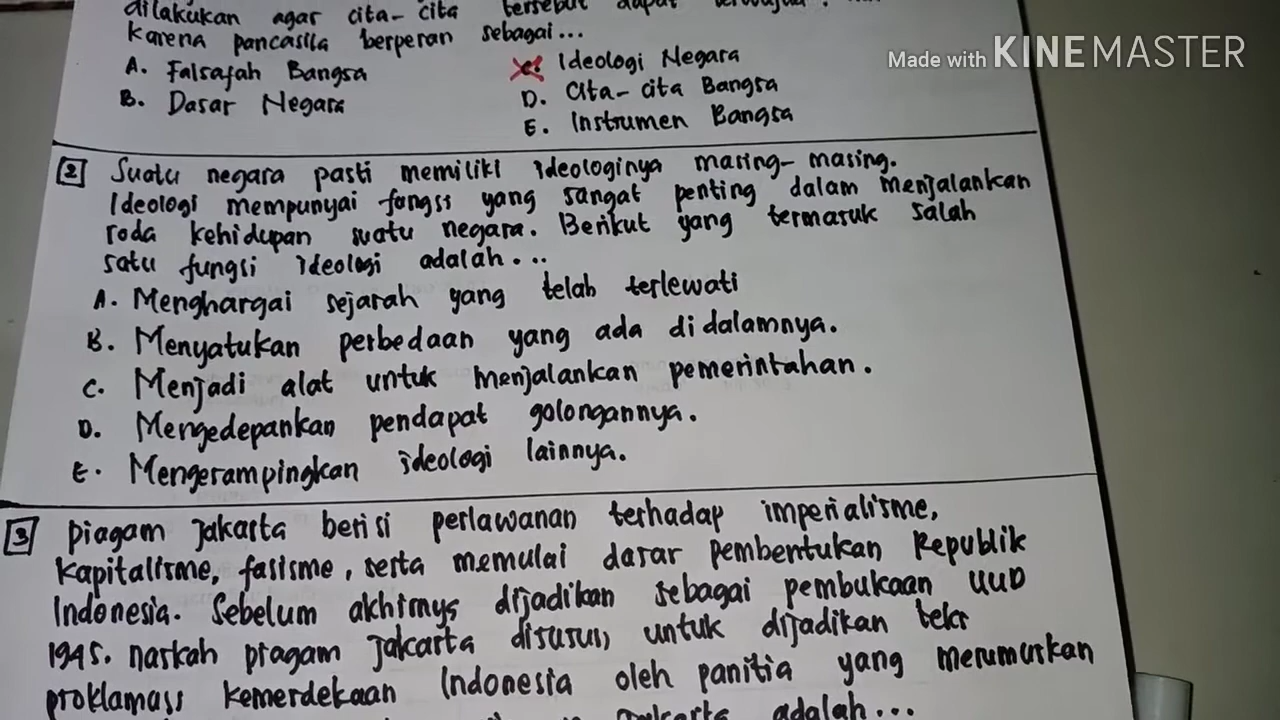 dilakukan agar cita-cita tersebut dapat
karena pancasila berperan sebagai...
A. Falsafah Bangsa
B. Dasar Negara
c. Ideologi Negara
D. Cita-cita Bangsa
E. Instrumen Bangsa
Made with KINEMASTER
2 Suatu negara pasti memiliki ideologinya masing-masing.
Ideologi mempunyai fungsi yang sangat penting dalam menjalankan
roda kehidupan suatu negara. Berikut yang termasuk salah
satu fungsi ideologi adalah...
A. Menghargai sejarah yang telah terlewati
B. Menyatukan perbedaan yang ada didalamnya.
C. Menjadi alat untuk menjalankan pemerintahan.
D. Mengedepankan pendapat golongannya.
E. Mengerampingkan ideologi lainnya.
3 piagam Jakarta berisi perlawanan terhadap imperialisme,
kapitalisme, fasisme, serta memulai dasar pembentukan Republik
Indonesia. Sebelum akhirnys dijadikan sebagai pembukaan UUD
1945. naskah piagam Jakarta disusun untuk dijadikan teks
proklamasi kemerdekaan Indonesia oleh panitia yang merumuskan
adalah...